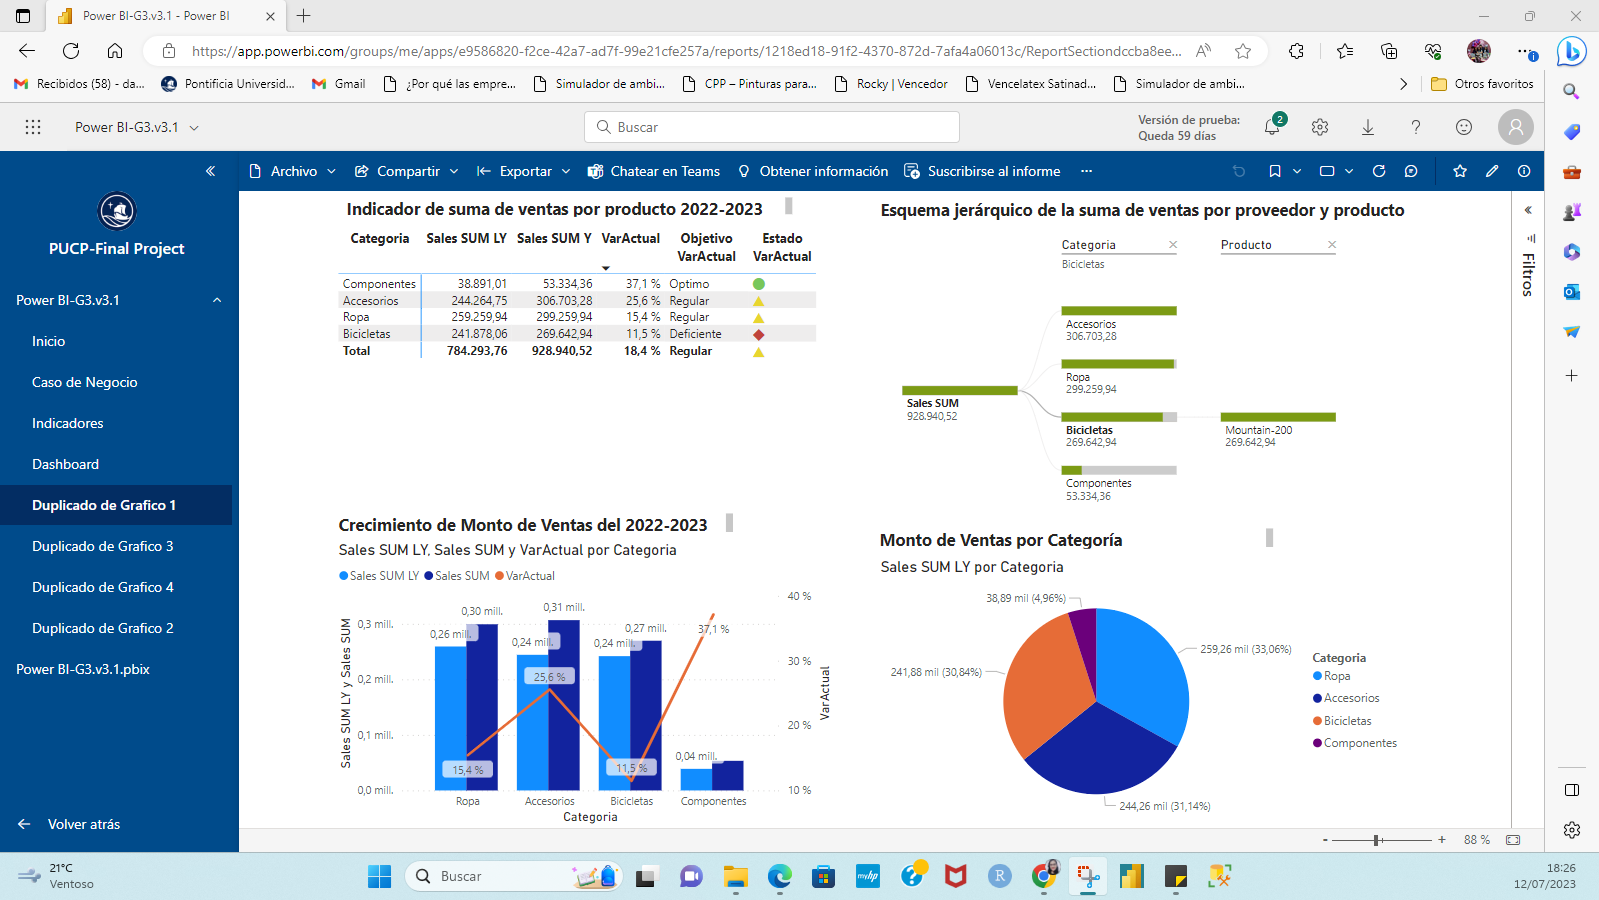 Power BI-G3.v3.1 - Power BI
https://app.powerbi.com/groups/me/apps/e9586820-f2ce-42a7-ad7f-99e21cfe257a/reports/1218ed18-91f2-4370-872d-7afa4a06013c/ReportSectiondccba8ee...
Recibidos (58) - da...
Pontificia Universid...
Gmail
¿Por qué las empre...
Simulador de ambi...
CPP – Pinturas para...
Rocky | Vencedor
Vencelatex Satinad...
Simulador de ambi...
Otros favoritos
Power BI-G3.v3.1
Buscar
Versión de prueba:
Queda 59 días
2
Archivo
Compartir
Exportar
Chatear en Teams
Obtener información
Suscribirse al informe
PUCP-Final Project
Power BI-G3.v3.1
Inicio
Caso de Negocio
Indicadores
Dashboard
Duplicado de Grafico 1
Duplicado de Grafico 3
Duplicado de Grafico 4
Duplicado de Grafico 2
Power BI-G3.v3.1.pbix
Volver atrás
Indicador de suma de ventas por producto 2022-2023
Categoria Sales SUM LY Sales SUM Y VarActual Objetivo VarActual Estado VarActual
Componentes 38.891,01 53.334,36 37,1 % Optimo
Accesorios 244.264,75 306.703,28 25,6 % Regular
Ropa 259.259,94 299.259,94 15,4 % Regular
Bicicletas 241.878,06 269.642,94 11,5 % Deficiente
Total 784.293,76 928.940,52 18,4 % Regular
Esquema jerárquico de la suma de ventas por proveedor y producto
Categoria
Bicicletas
Producto
Sales SUM
928.940,52
Accesorios
306.703,28
Ropa
299.259,94
Bicicletas
269.642,94
Componentes
53.334,36
Mountain-200
269.642,94
Filtros
Crecimiento de Monto de Ventas del 2022-2023
Sales SUM LY, Sales SUM y VarActual por Categoria
Sales SUM LY Sales SUM VarActual
Sales SUM LY y Sales SUM
0,3 mill.
0,2 mill.
0,1 mill.
0,0 mill.
0,26 mill.
0,30 mill.
0,24 mill.
0,31 mill.
0,24 mill.
0,27 mill.
0,04 mill.
15,4 %
25,6 %
11,5 %
37,1 %
40 %
30 %
20 %
10 %
VarActual
Ropa Accesorios Bicicletas Componentes
Categoria
Monto de Ventas por Categoría
Sales SUM LY por Categoria
38,89 mil (4,96%)
259,26 mil (33,06%)
241,88 mil (30,84%)
244,26 mil (31,14%)
Categoria
Ropa
Accesorios
Bicicletas
Componentes
- + 88 %
21°C
Ventoso
Buscar
myhp
R
18:26
12/07/2023